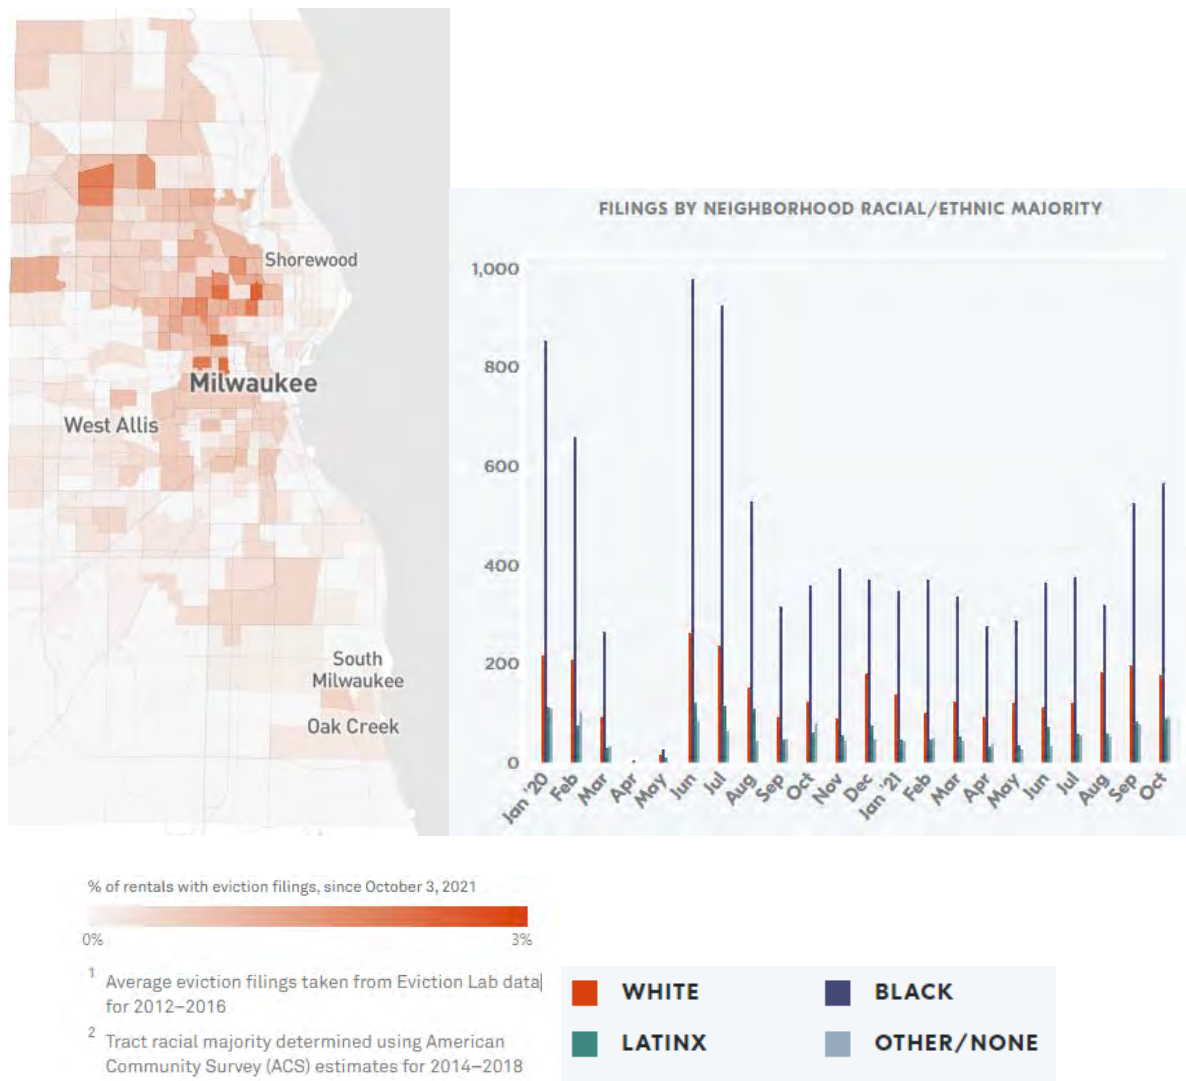 Shorewood
Milwaukee
West Allis
South
Milwaukee
Oak Creek
FILINGS BY NEIGHBORHOOD RACIAL/ETHNIC MAJORITY
1,000
800
600
400
200
0
Jan '20
Feb
Mar
Apr
May
Jun
Jul
Aug
Sep
Oct
Nov
Dec
Jan '21
Feb
Mar
Apr
May
Jun
Jul
Aug
Sep
Oct
% of rentals with eviction filings, since October 3, 2021
0% 3%
1 Average eviction filings taken from Eviction Lab data
for 2012–2016
2 Tract racial majority determined using American
Community Survey (ACS) estimates for 2014–2018
WHITE BLACK
LATINX OTHER/NONE